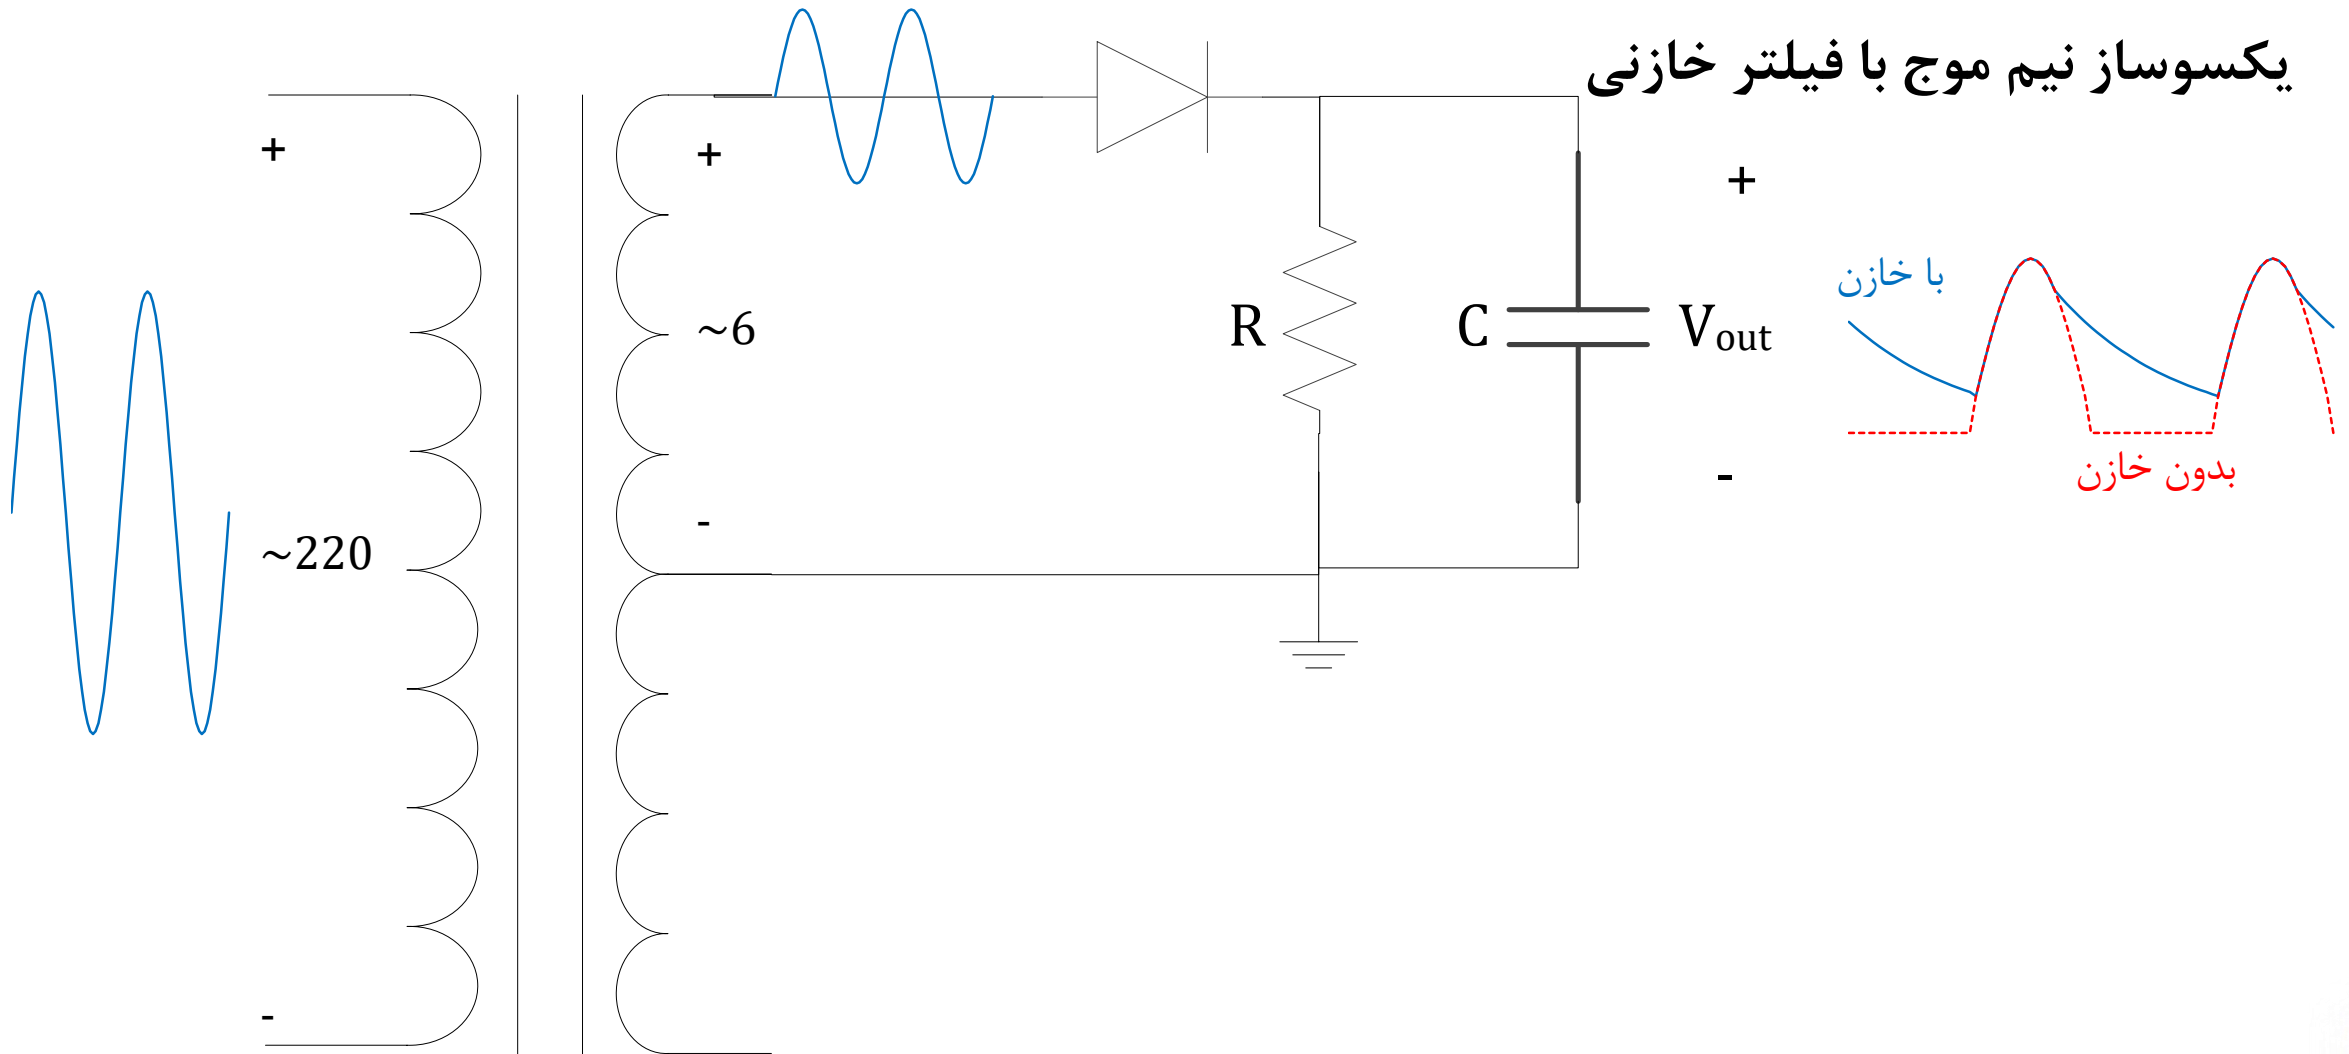 یکسوساز نیم موج با فیلتر خازنی
+
+
+
با خازن
~6
R
C
Vout
-
بدون خازن
-
~220
-